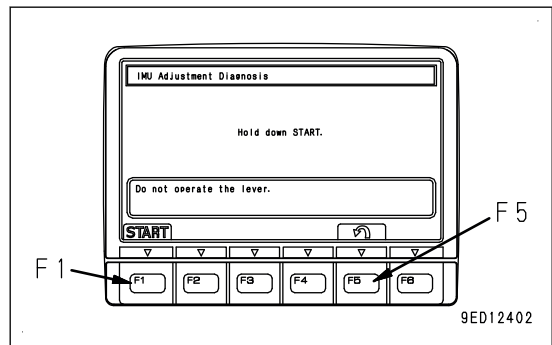 IMU Adjustment Diagnosis
Hold down START.
Do not operate the lever.
START
F1 F2 F3 F4 F5 F6
F1
F5
9ED12402